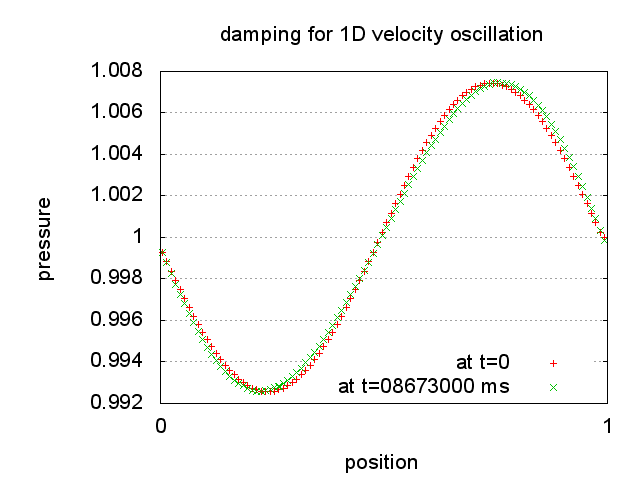 damping for 1D velocity oscillation
1.008
1.006
1.004
1.002
1
0.998
0.996
0.994
0.992
pressure
at t=0
at t=08673000 ms
0
1
position